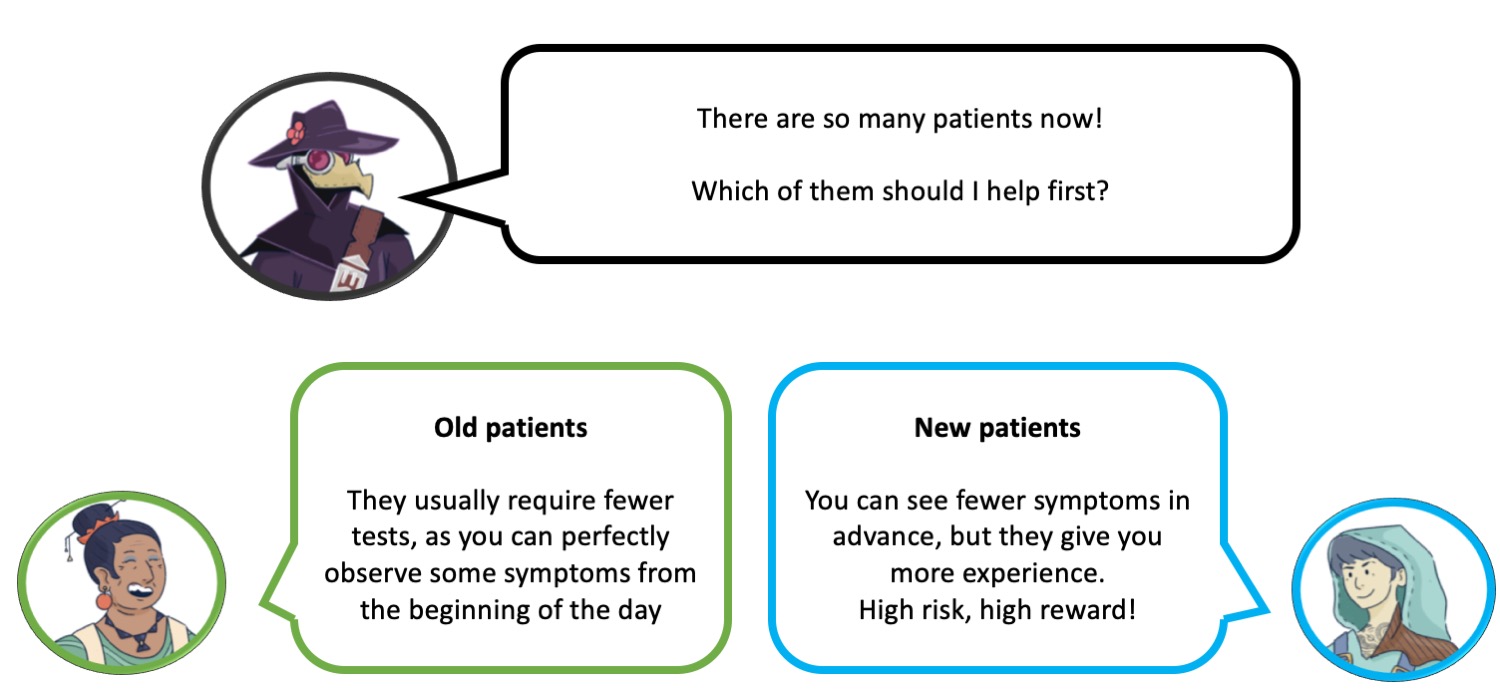 There are so many patients now!
Which of them should I help first?
Old patients
They usually require fewer
tests, as you can perfectly
observe some symptoms from
the beginning of the day
New patients
You can see fewer symptoms in
advance, but they give you
more experience.
High risk, high reward!